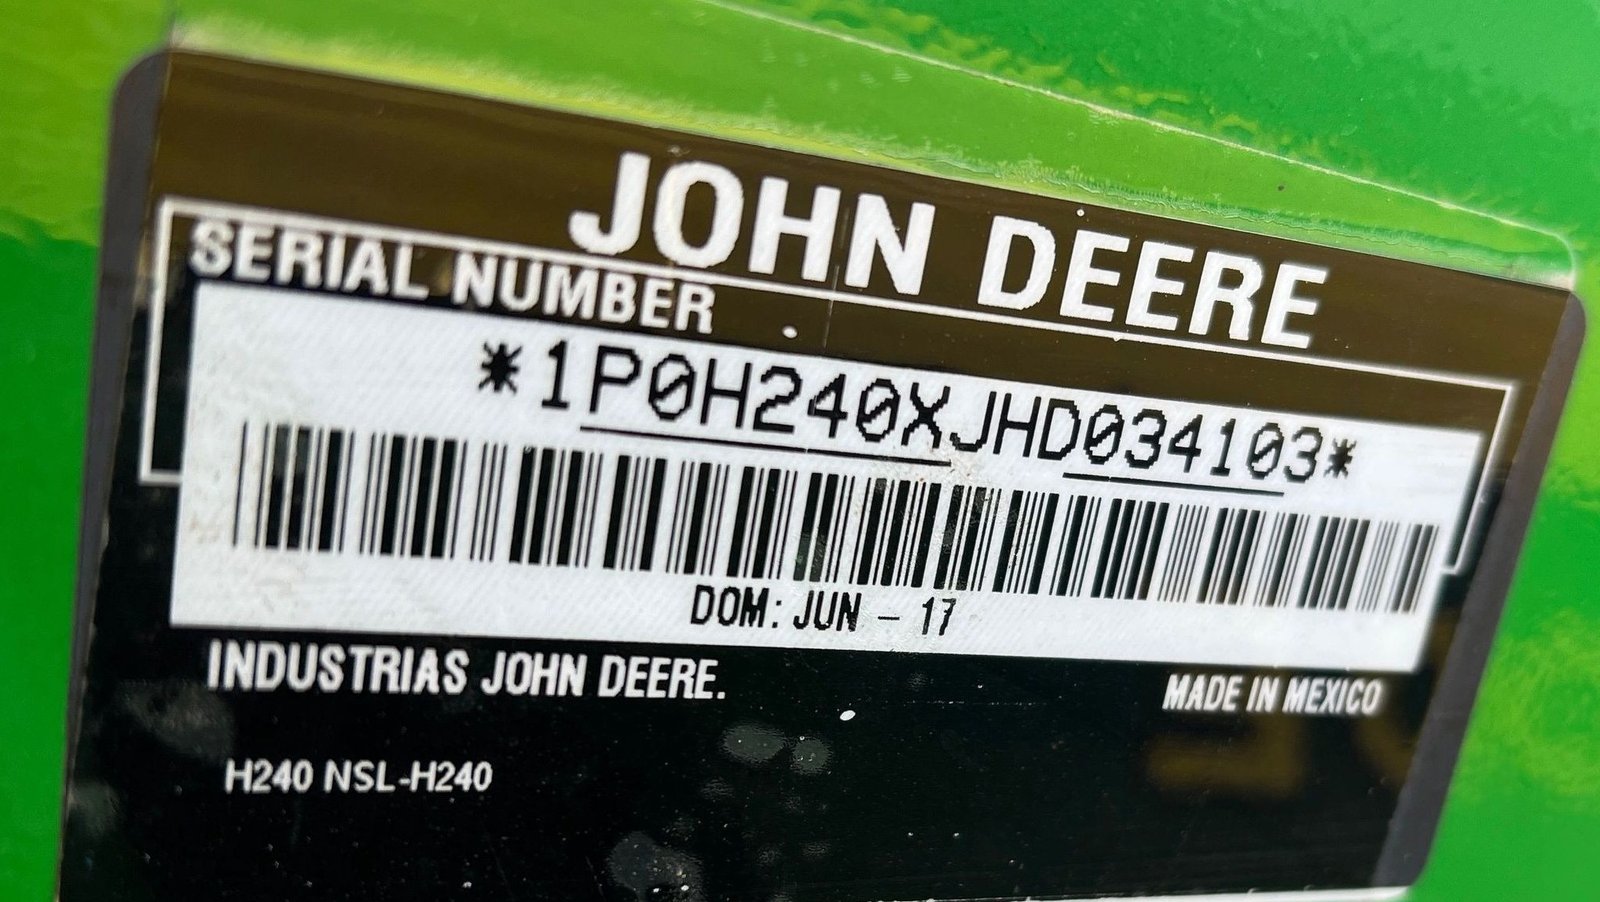 JOHN DEERE
SERIAL NUMBER
*1P0H240XJHD034103*
DOM: JUN - 17
INDUSTRIAS JOHN DEERE.
MADE IN MEXICO
H240 NSL-H240